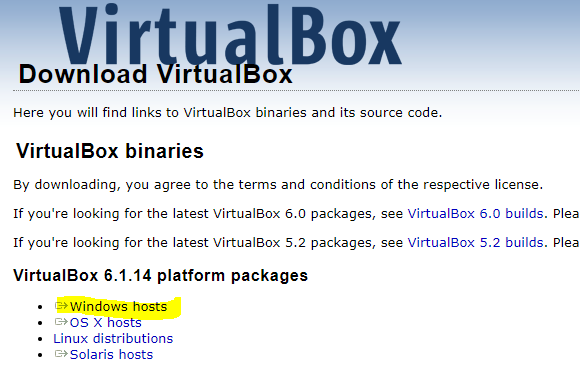 VirtualBox
Download VirtualBox
Here you will find links to VirtualBox binaries and its source code.
VirtualBox binaries
By downloading, you agree to the terms and conditions of the respective license.
If you're looking for the latest VirtualBox 6.0 packages, see VirtualBox 6.0 builds. Plea
If you're looking for the latest VirtualBox 5.2 packages, see VirtualBox 5.2 builds. Plea
VirtualBox 6.1.14 platform packages
Windows hosts
OS X hosts
Linux distributions
Solaris hosts